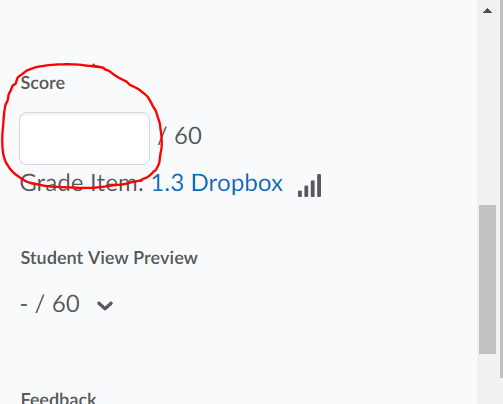 Score
/ 60
Grade Item: 1.3 Dropbox
Student View Preview
- / 60
Feedback